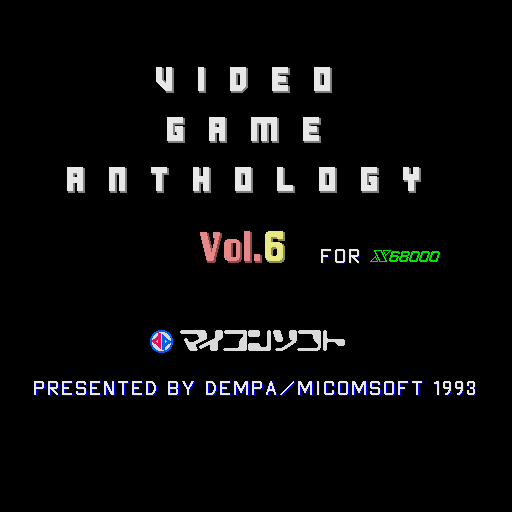 VIDEO
GAME
ANTHOLOGY
Vol.6 FOR X68000
マイコンソフト
PRESENTED BY DEMPA/MICOMSOFT 1993